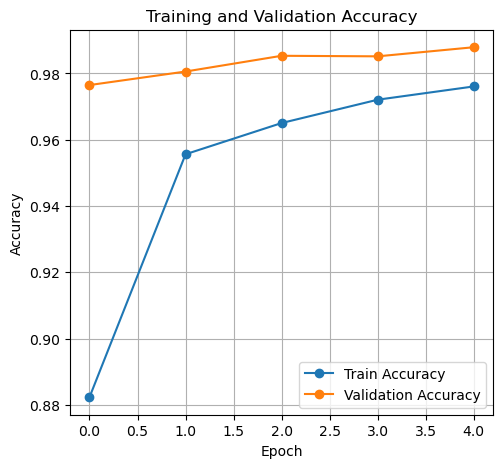 Training and Validation Accuracy
Accuracy
0.98
0.96
0.94
0.92
0.90
0.88
Train Accuracy
Validation Accuracy
0.0 0.5 1.0 1.5 2.0 2.5 3.0 3.5 4.0
Epoch